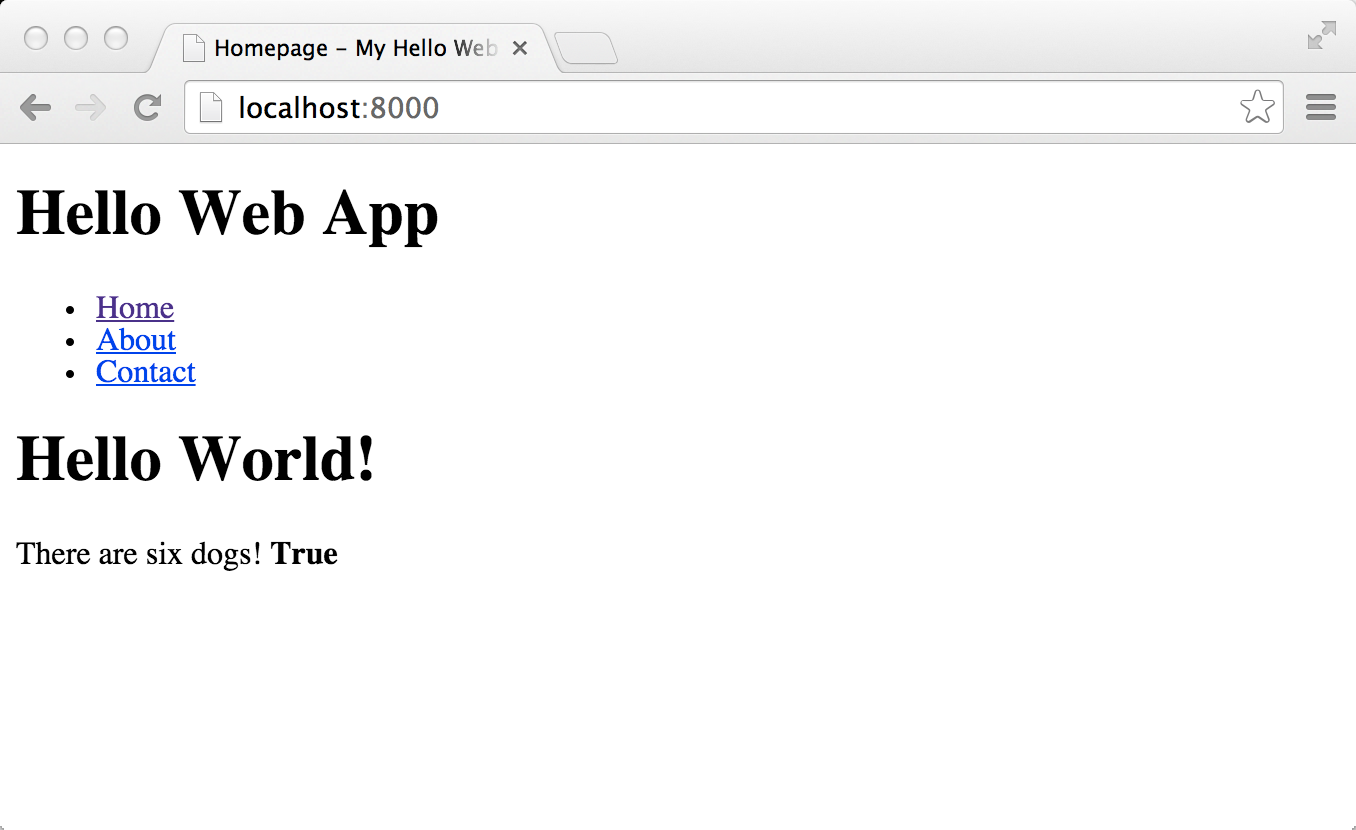 Homepage – My Hello Web
localhost:8000
Hello Web App
Home
About
Contact
Hello World!
There are six dogs! True